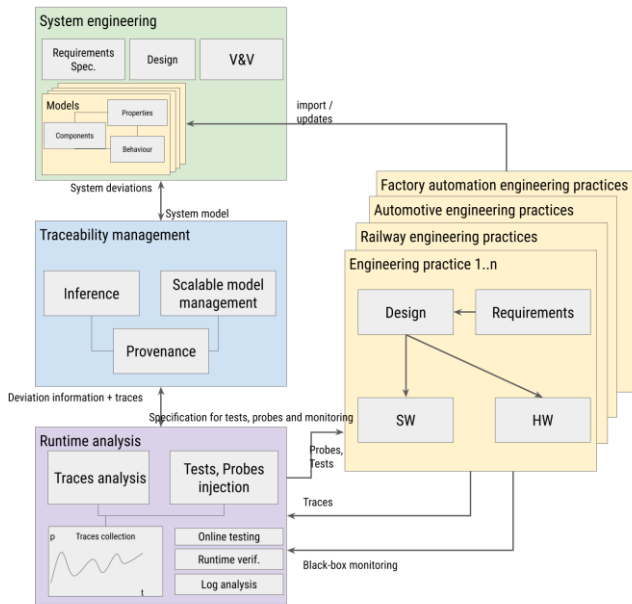 System engineering
Requirements
Spec.
Design
V&V
Models
Properties
Components
Behaviour
import /
updates
System deviations
System model
Traceability management
Inference
Scalable model
management
Provenance
Deviation information + traces
Specification for tests, probes and monitoring
Factory automation engineering practices
Automotive engineering practices
Railway engineering practices
Engineering practice 1..n
Design
Requirements
SW
HW
Runtime analysis
Traces analysis
Tests, Probes
injection
Probes,
Tests
Traces
p
Traces collection
t
Online testing
Runtime verif.
Log analysis
Black-box monitoring